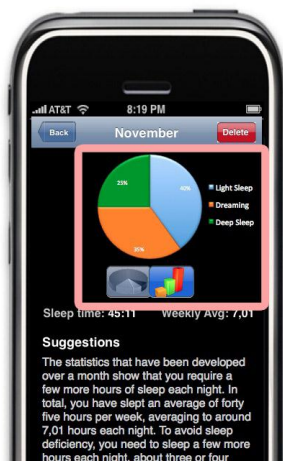 AT&T 8:19 PM
Back November Delete
25% 40% Light Sleep
Dreaming
Deep Sleep
35%
Sleep time: 45:11 Weekly Avg: 7,01
Suggestions
The statistics that have been developed
over a month show that you require a
few more hours of sleep each night. In
total, you have slept an average of forty
five hours per week, averaging to around
7,01 hours each night. To avoid sleep
deficiency, you need to sleep a few more
hours each night, about three or four